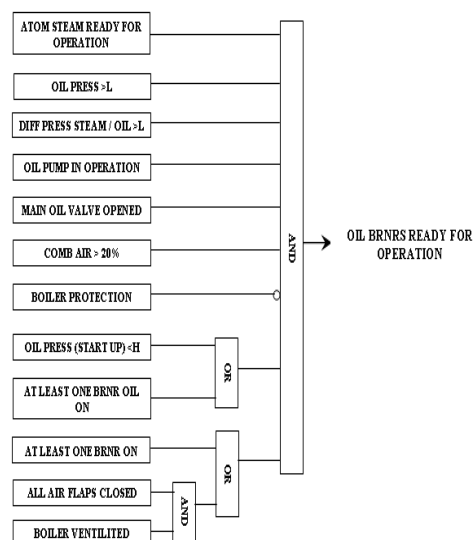 ATOM STEAM READY FOR
OPERATION
OIL PRESS >L
DIFF PRESS STEAM / OIL >L
OIL PUMP IN OPERATION
MAIN OIL VALVE OPENED
COMB AIR > 20%
BOILER PROTECTION
OIL PRESS (START UP) <H
AT LEAST ONE BRNR OIL
ON
AT LEAST ONE BRNR ON
ALL AIR FLAPS CLOSED
BOILER VENTILITED
OR
OR
AND
AND
OIL BRNRS READY FOR
OPERATION